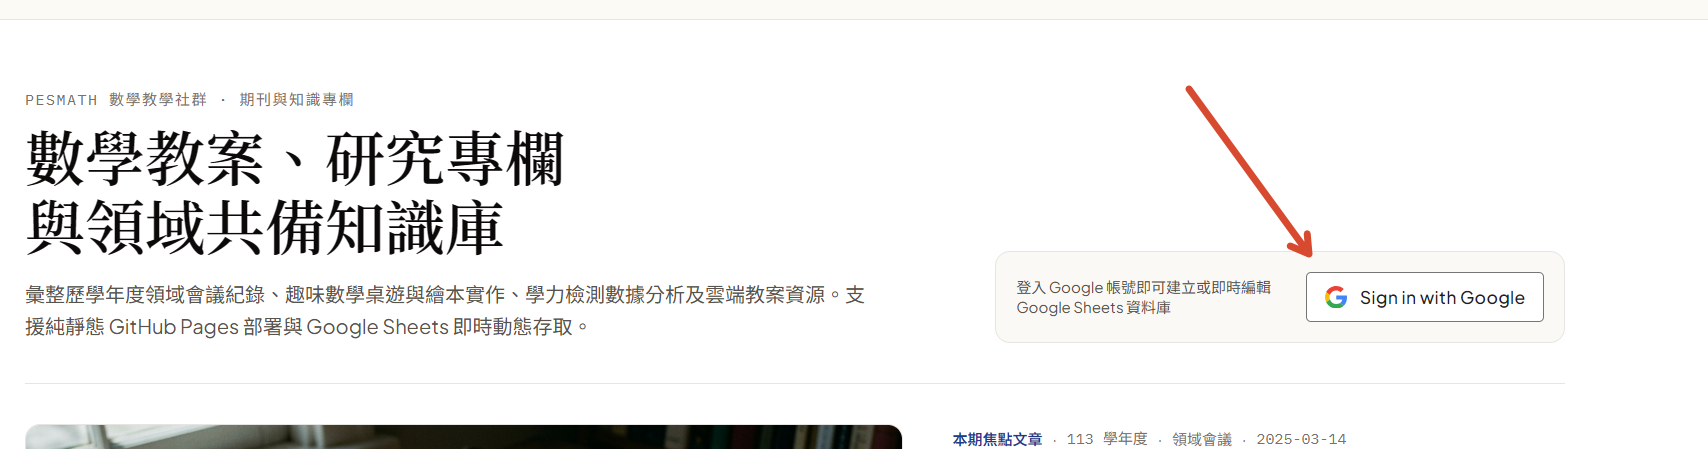 PESMATH 數學教學社群 · 期刊與知識專欄
數學教案、研究專欄
與領域共備知識庫
彙整歷學年度領域會議紀錄、趣味數學桌遊與繪本實作、學力檢測數據分析及雲端教案資源。支
援純靜態 GitHub Pages 部署與 Google Sheets 即時動態存取。
登入 Google 帳號即可建立或即時編輯
Google Sheets 資料庫
Sign in with Google
本期焦點文章 · 113 學年度 · 領域會議 · 2025-03-14